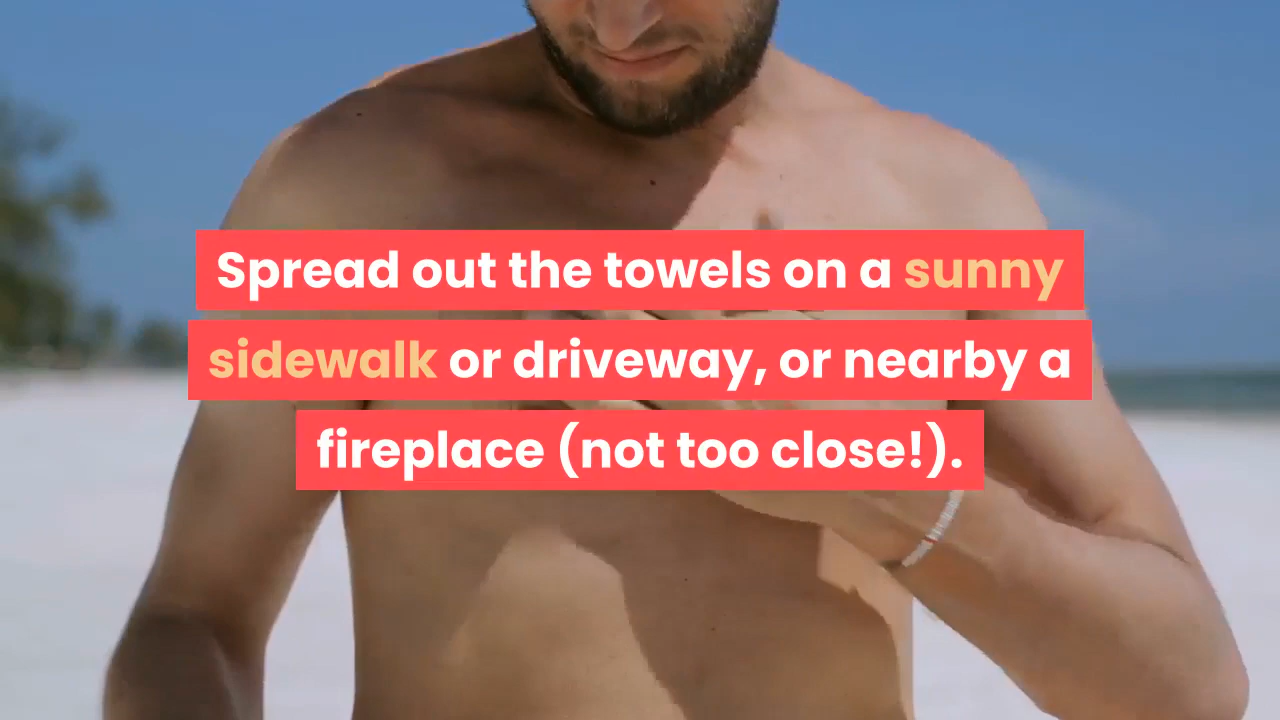 Spread out the towels on a sunny
sidewalk or driveway, or nearby a
fireplace (not too close!).